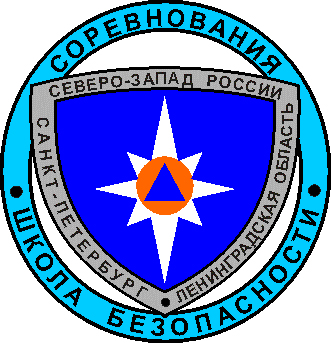 СОРЕВНОВАНИЯ
ШКОЛА БЕЗОПАСНОСТИ
СЕВЕРО-ЗАПАД РОССИИ
САНКТ-ПЕТЕРБУРГ
ЛЕНИНГРАДСКАЯ ОБЛАСТЬ